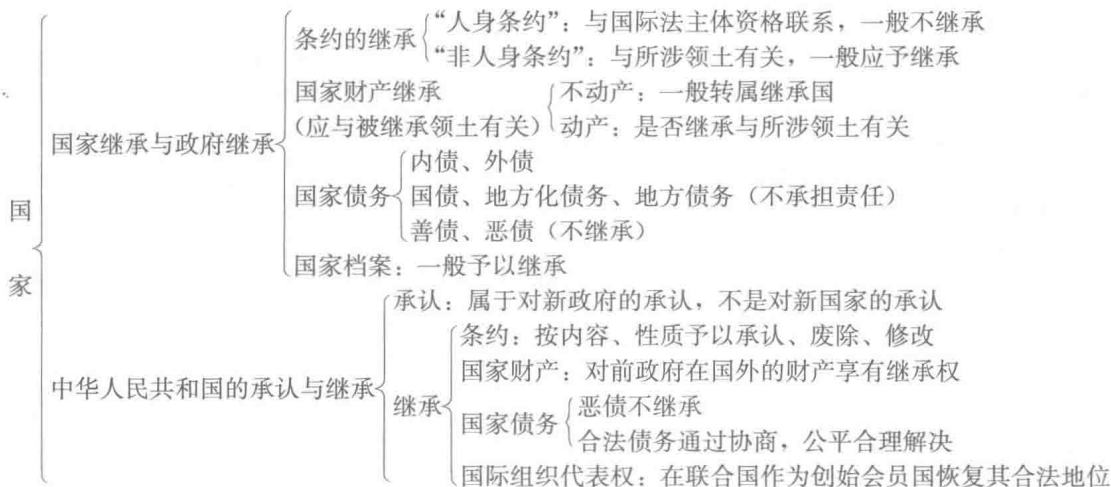 “人身条约”：与国际法主体资格联系，一般不继承
条约的继承
“非人身条约”：与所涉领土有关，一般应予继承
国家财产继承
不动产：一般转属继承国
(应与被继承领土有关)
动产：是否继承与所涉领土有关
国家继承与政府继承
内债、外债
国家债务
国债、地方化债务、地方债务（不承担责任）
善债、恶债（不继承）
国家档案：一般予以继承
国
家
承认：属于对新政府的承认，不是对新国家的承认
中华人民共和国的承认与继承
条约：按内容、性质予以承认、废除、修改
国家财产：对前政府在国外的财产享有继承权
继承
国家债务
恶债不继承
合法债务通过协商，公平合理解决
国际组织代表权：在联合国作为创始会员国恢复其合法地位